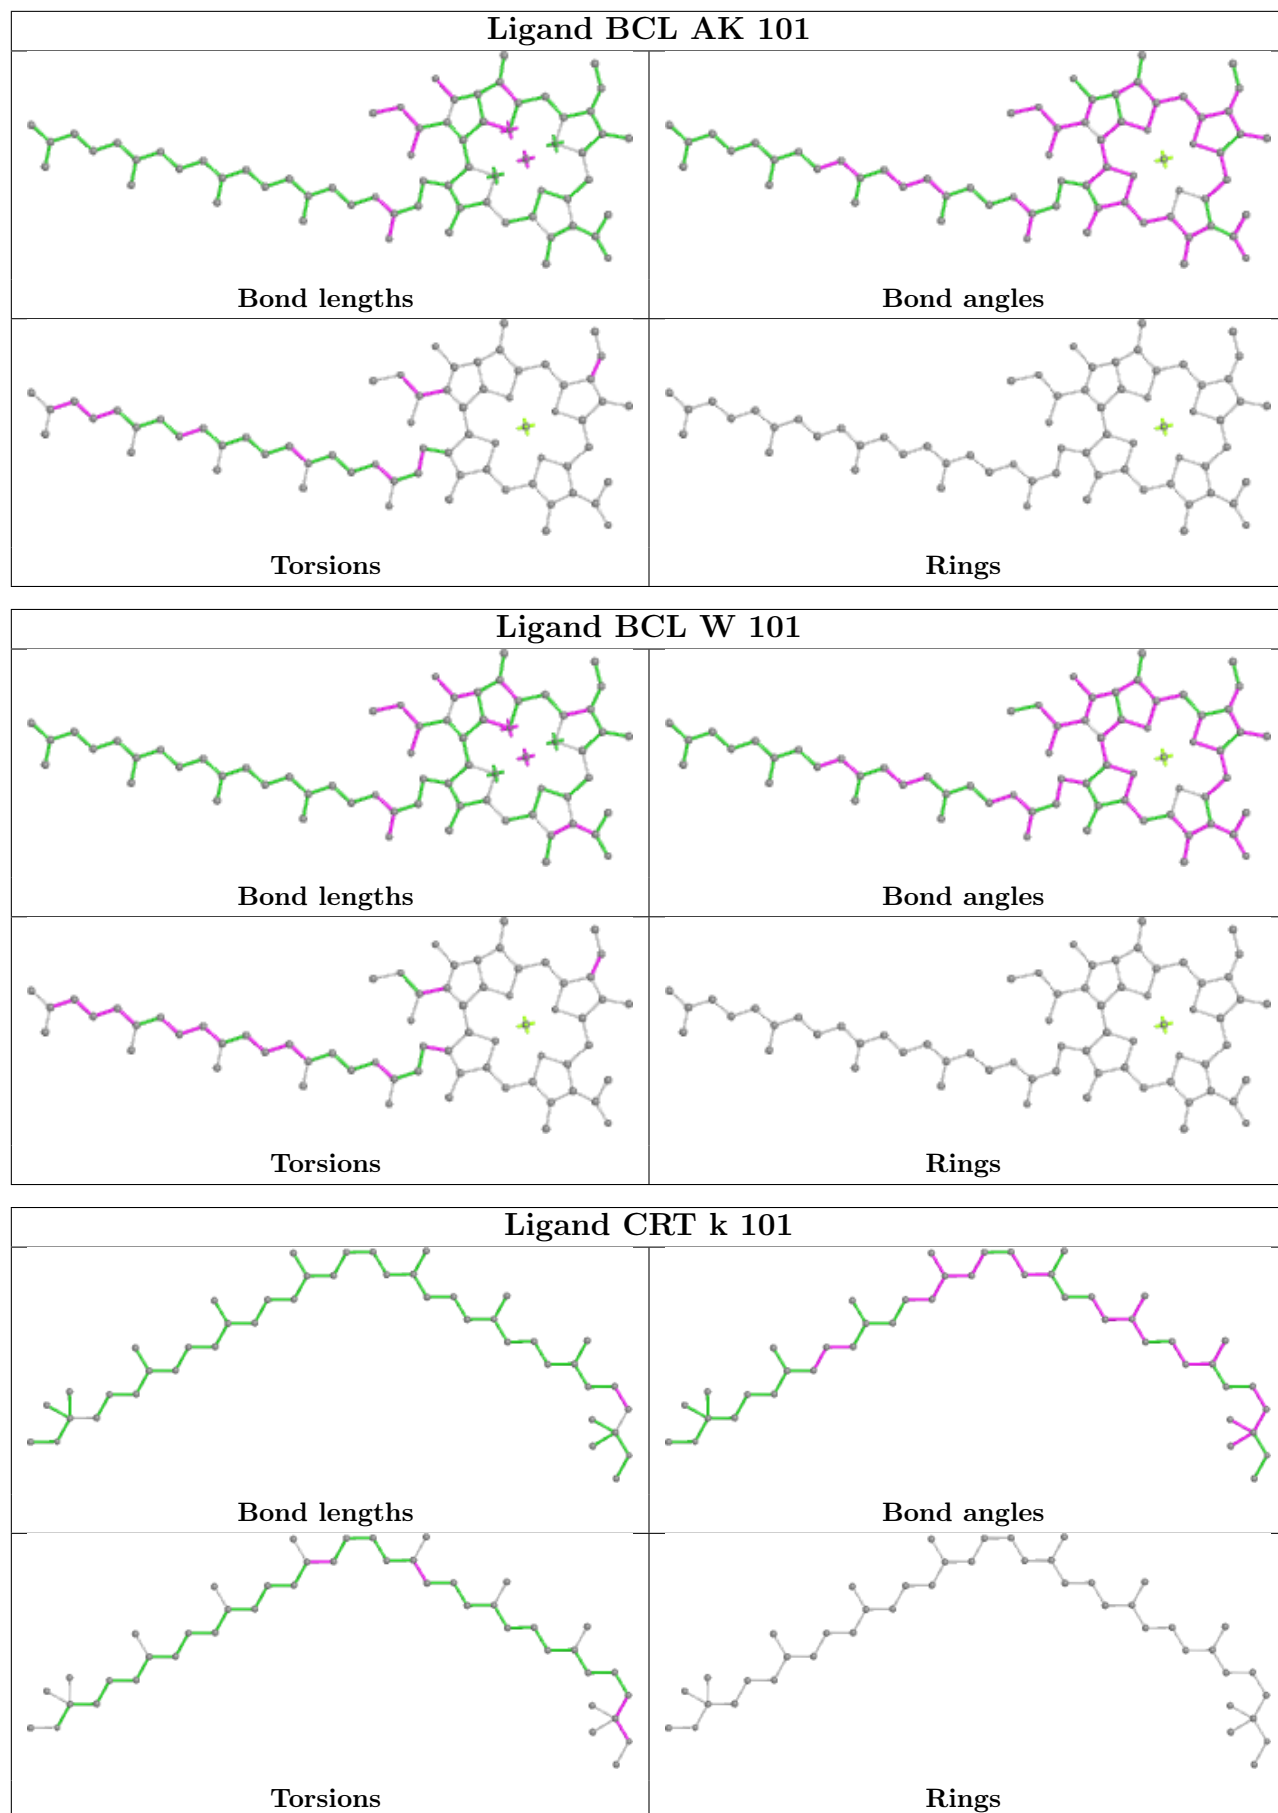 Ligand BCL AK 101
Bond lengths
Bond angles
Torsions
Rings
Ligand BCL W 101
Bond lengths
Bond angles
Torsions
Rings
Ligand CRT k 101
Bond lengths
Bond angles
Torsions
Rings